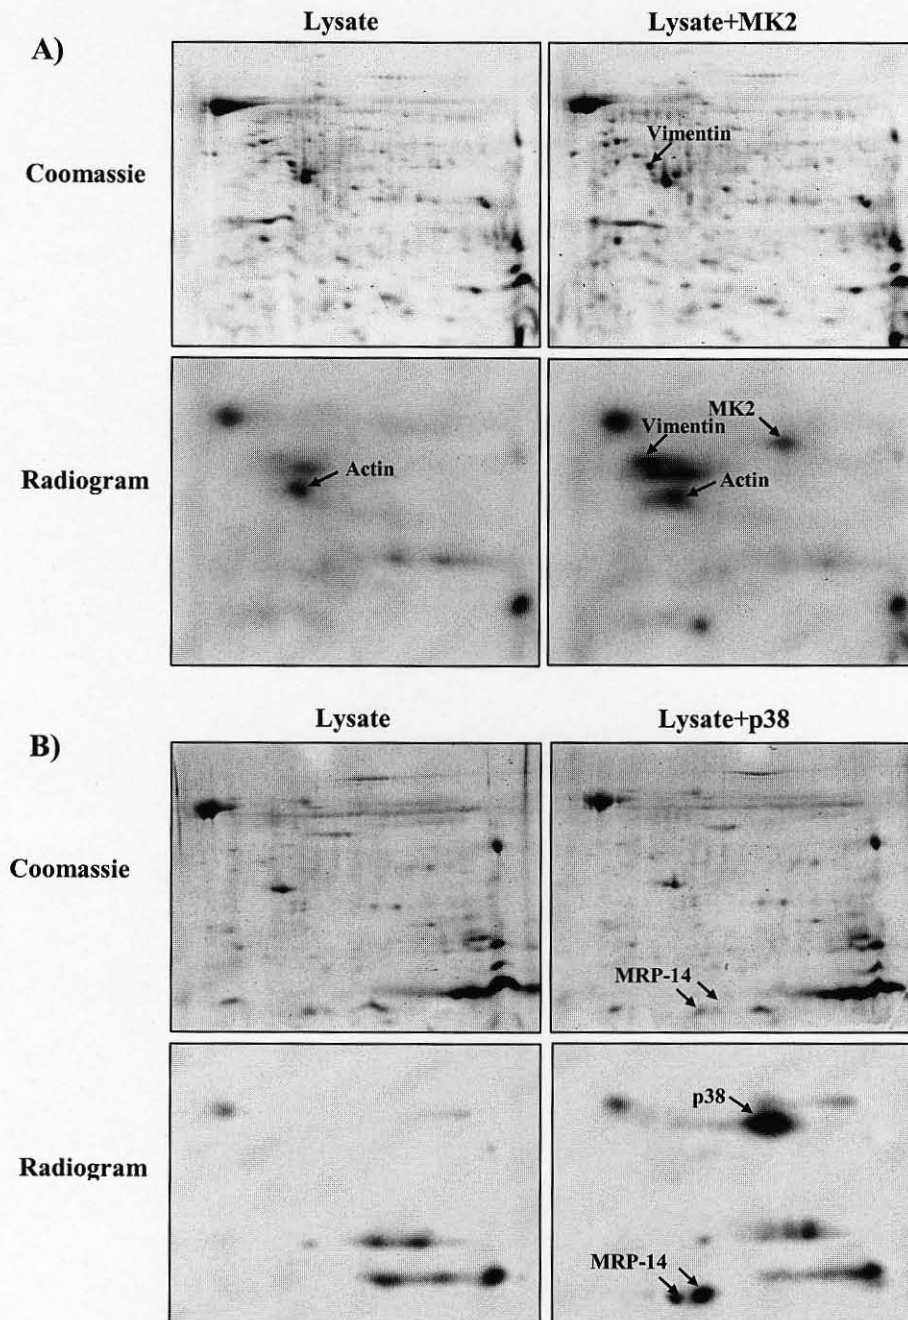 Lysate
Lysate+MK2
A)
Vimentin
Coomassie
MK2
Vimentin
Radiogram
Actin
Actin
Lysate
Lysate+p38
B)
Coomassie
MRP-14
p38
Radiogram
MRP-14